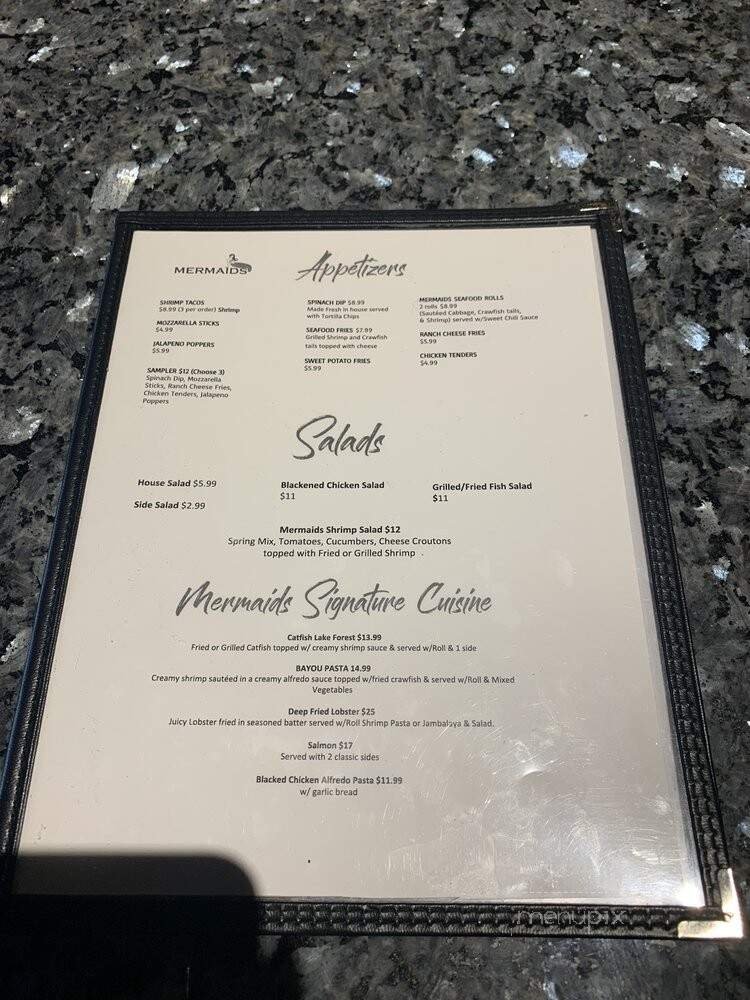 MERMAIDS
Appetizers
SHRIMP TACOS
$8.99 (3 per order) Shrimp
MOZZARELLA STICKS
$4.99
JALAPENO POPPERS
$5.99
SAMPLER $12 (Choose 3)
Spinach Dip, Mozzarella
Sticks, Ranch Cheese Fries,
Chicken Tenders, Jalapeno
Poppers
SPINACH DIP $8.99
Made Fresh in house served
with Tortilla Chips
SEAFOOD FRIES $7.99
Grilled Shrimp and Crawfish
tails topped with cheese
SWEET POTATO FRIES
$5.99
MERMAIDS SEAFOOD ROLLS
2 rolls $8.99
(Sautéed Cabbage, Crawfish tails,
& Shrimp) served w/Sweet Chili Sauce
RANCH CHEESE FRIES
$5.99
CHICKEN TENDERS
$4.99
Salads
House Salad $5.99
Side Salad $2.99
Blackened Chicken Salad
$11
Grilled/Fried Fish Salad
$11
Mermaids Shrimp Salad $12
Spring Mix, Tomatoes, Cucumbers, Cheese Croutons
topped with Fried or Grilled Shrimp
Mermaids Signature Cuisine
Catfish Lake Forest $13.99
Fried or Grilled Catfish topped w/ creamy shrimp sauce & served w/Roll & 1 side
BAYOU PASTA 14.99
Creamy shrimp sautéed in a creamy alfredo sauce topped w/fried crawfish & served w/Roll & Mixed
Vegetables
Deep Fried Lobster $25
Juicy Lobster fried in seasoned batter served w/Roll Shrimp Pasta or Jambalaya & Salad.
Salmon $17
Served with 2 classic sides
Blacked Chicken Alfredo Pasta $11.99
w/ garlic bread
menupix